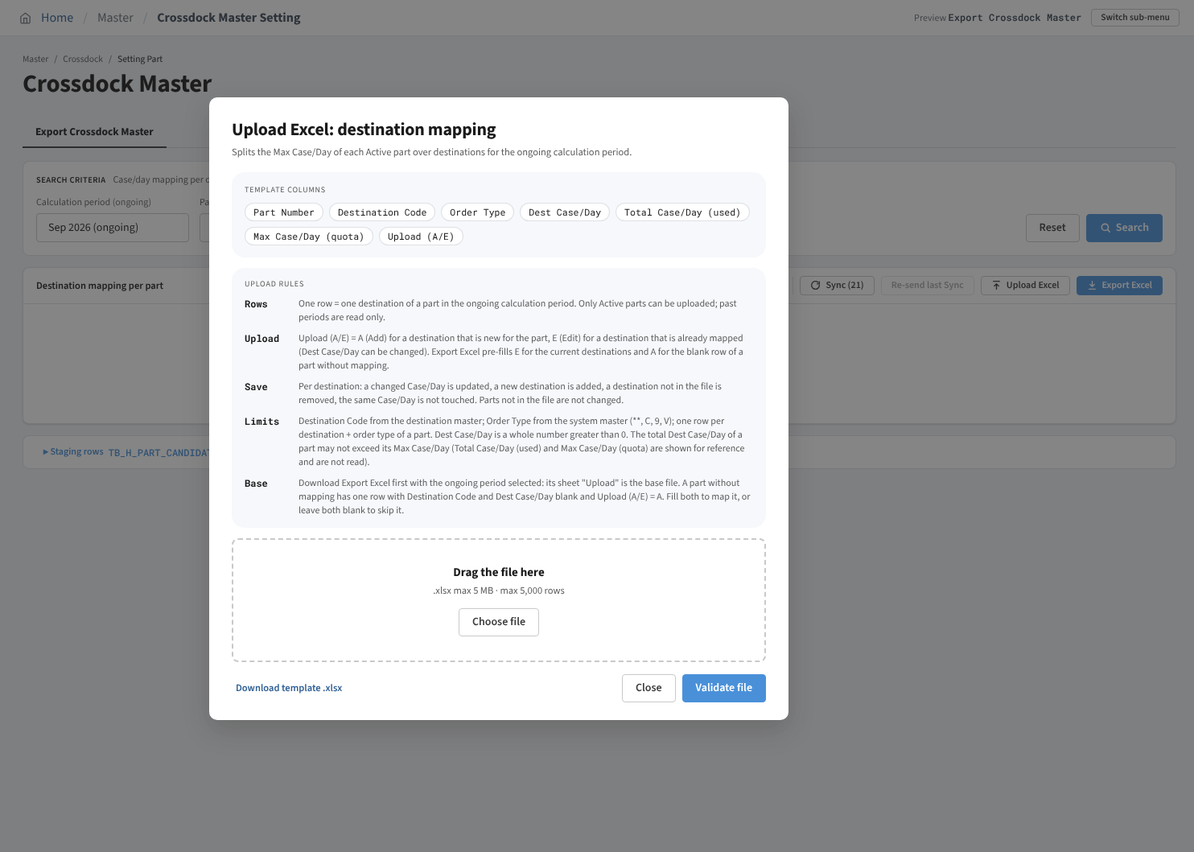 Home / Master / Crossdock Master Setting
Preview Export Crossdock Master
Switch sub-menu
Master / Crossdock / Setting Part
Crossdock Master
Export Crossdock Master
SEARCH CRITERIA Case/day mapping per
Calculation period (ongoing)
Sep 2026 (ongoing)
Reset
Search
Destination mapping per part
Sync (21)
Re-send last Sync
Upload Excel
Export Excel
▸ Staging rows TB_H_PART_CANDIDAT
Upload Excel: destination mapping
Splits the Max Case/Day of each Active part over destinations for the ongoing calculation period.
TEMPLATE COLUMNS
Part Number
Destination Code
Order Type
Dest Case/Day
Total Case/Day (used)
Max Case/Day (quota)
Upload (A/E)
UPLOAD RULES
Rows One row = one destination of a part in the ongoing calculation period. Only Active parts can be uploaded; past
periods are read only.
Upload Upload (A/E) = A (Add) for a destination that is new for the part, E (Edit) for a destination that is already mapped
(Dest Case/Day can be changed). Export Excel pre-fills E for the current destinations and A for the blank row of a
part without mapping.
Save Per destination: a changed Case/Day is updated, a new destination is added, a destination not in the file is
removed, the same Case/Day is not touched. Parts not in the file are not changed.
Limits Destination Code from the destination master; Order Type from the system master (**, C, 9, V); one row per
destination + order type of a part. Dest Case/Day is a whole number greater than 0. The total Dest Case/Day of a
part may not exceed its Max Case/Day (Total Case/Day (used) and Max Case/Day (quota) are shown for reference
and are not read).
Base Download Export Excel first with the ongoing period selected: its sheet "Upload" is the base file. A part without
mapping has one row with Destination Code and Dest Case/Day blank and Upload (A/E) = A. Fill both to map it, or
leave both blank to skip it.
Drag the file here
.xlsx max 5 MB · max 5,000 rows
Choose file
Download template .xlsx
Close
Validate file